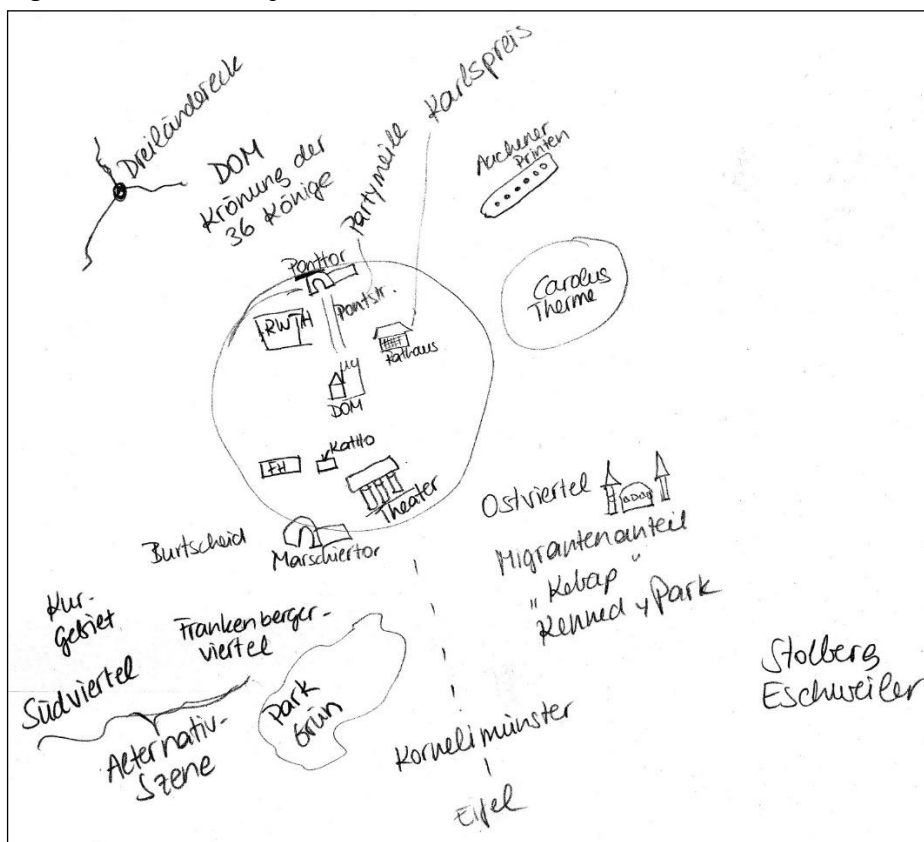 Dreiländereck
DOM
Krönung der
36 Könige
Partymeile
Karlspreis
Aachener
Printen
Ponttor
Pontstr.
RWTH
Rathaus
Carolus
Therme
DOM
FH
Theater
Ostviertel
Migrantenanteil
"Kebap"
Kennedy Park
Burtscheid
Marschiertor
Kur-
gebiet
Frankenberger-
viertel
Südviertel
Alternativ-
Szene
Park
Grün
Kornelimünster
Eifel
Stolberg
Eschweiler